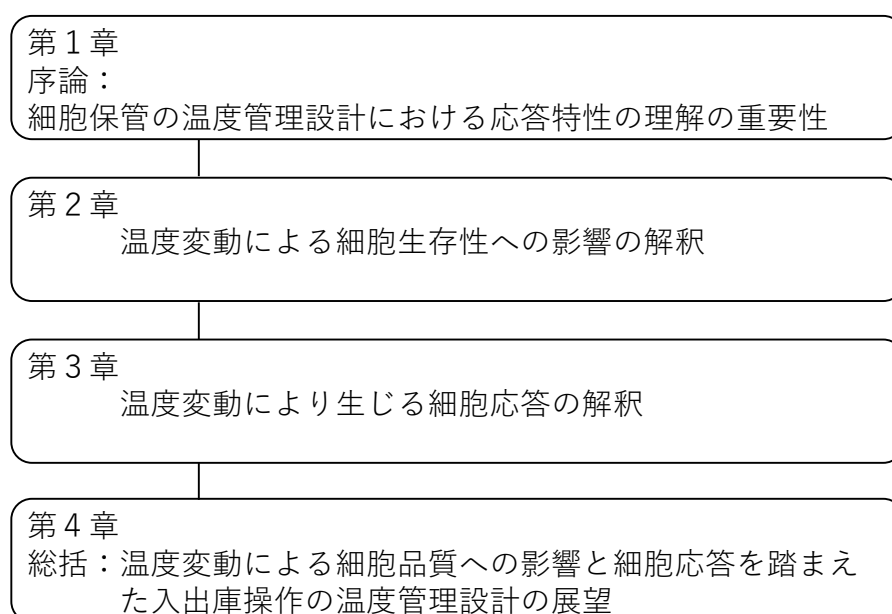 第1章
序論：
細胞保管の温度管理設計における応答特性の理解の重要性
第2章
温度変動による細胞生存性への影響の解釈
第3章
温度変動により生じる細胞応答の解釈
第4章
総括：温度変動による細胞品質への影響と細胞応答を踏まえ
た入出庫操作の温度管理設計の展望